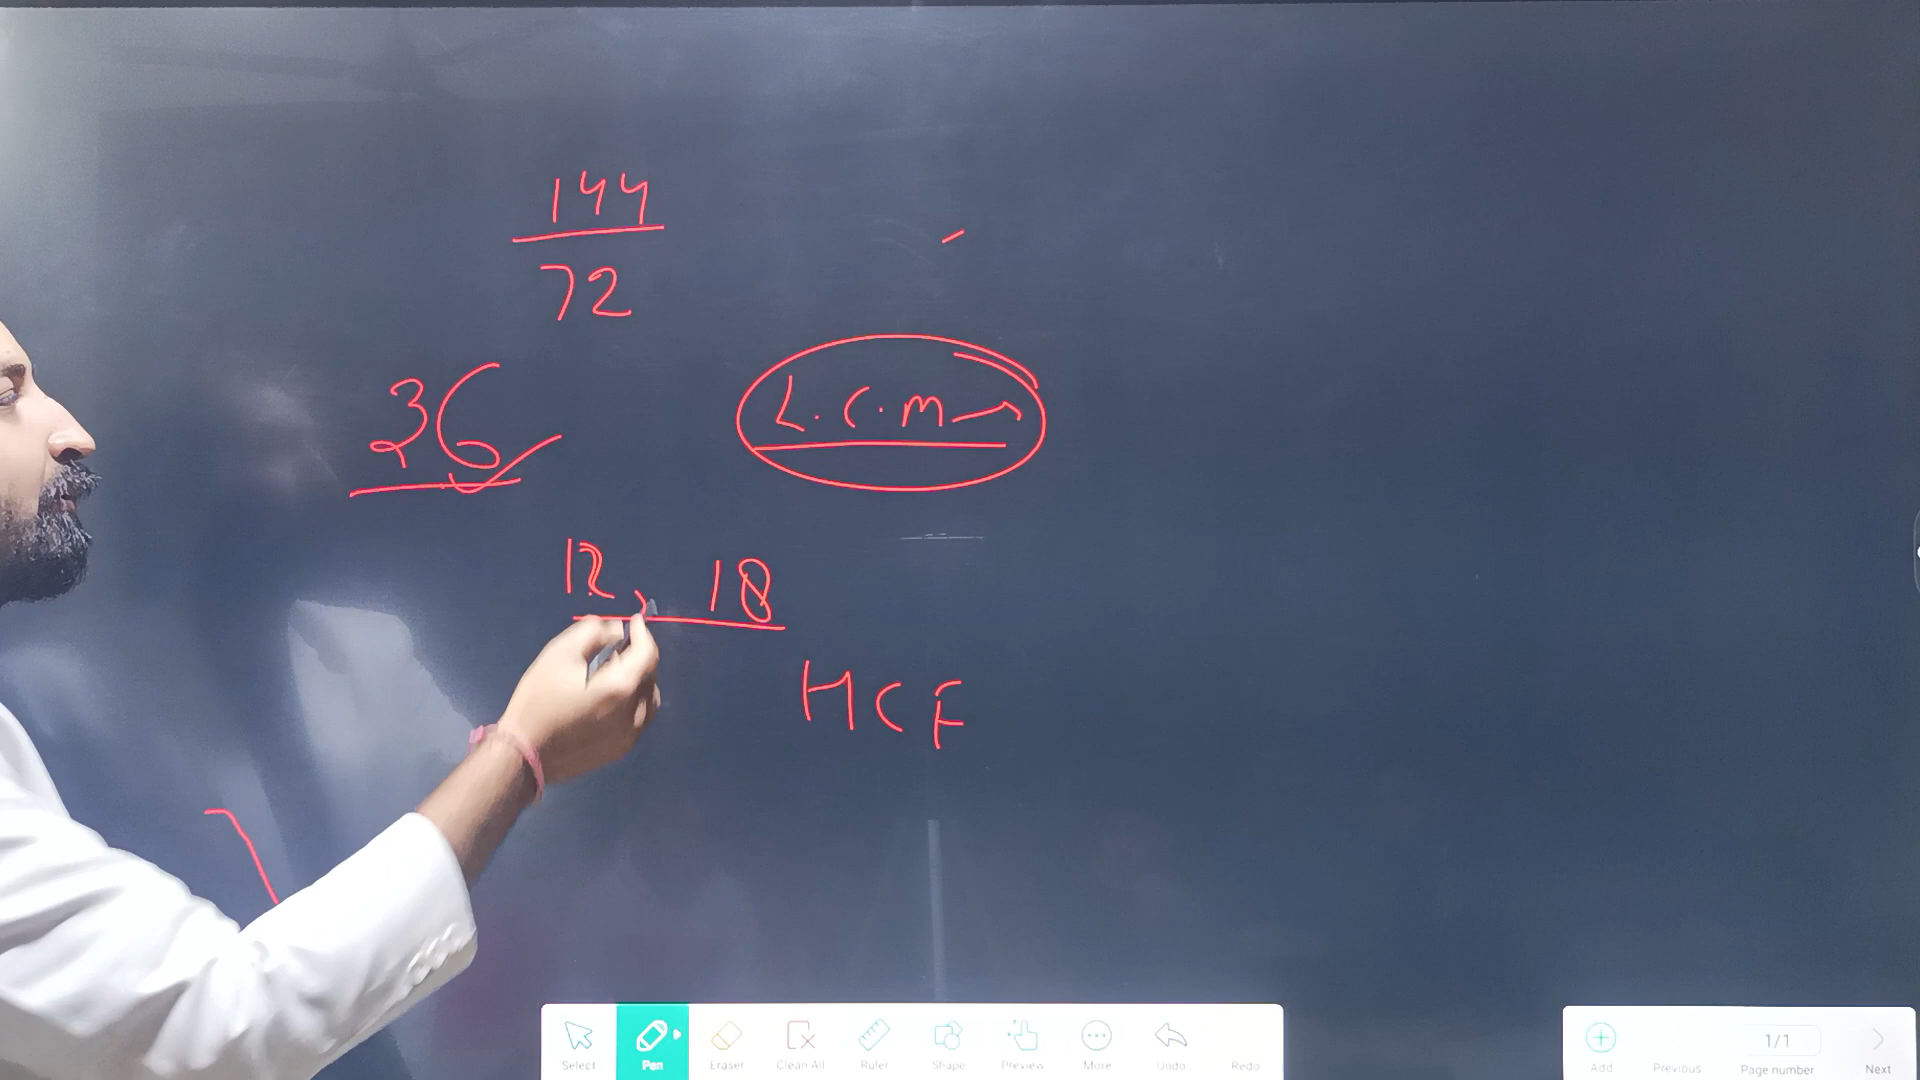 144
72
36
L.C.M
12, 18
HCF
Select Pen Eraser Clean All Ruler Shape Preview More Undo Redo
Add Previous 1/1 Page number Next